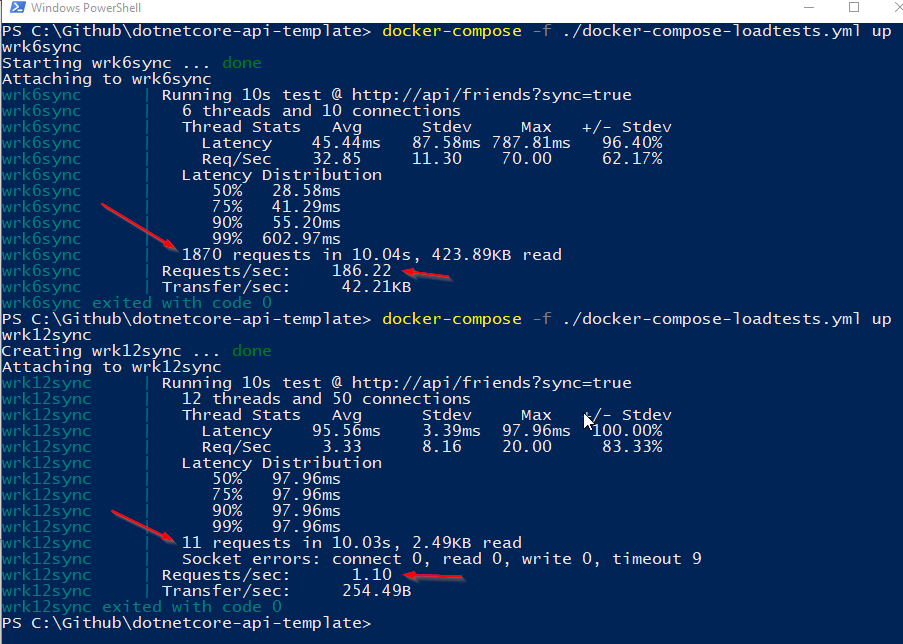 Windows PowerShell
PS C:\Github\dotnetcore-api-template> docker-compose -f ./docker-compose-loadtests.yml up
wrk6sync
Starting wrk6sync ... done
Attaching to wrk6sync
wrk6sync | Running 10s test @ http://api/friends?sync=true
wrk6sync | 6 threads and 10 connections
wrk6sync | Thread Stats Avg Stdev Max +/- Stdev
wrk6sync | Latency 45.44ms 87.58ms 787.81ms 96.40%
wrk6sync | Req/Sec 32.85 11.30 70.00 62.17%
wrk6sync | Latency Distribution
wrk6sync | 50% 28.58ms
wrk6sync | 75% 41.29ms
wrk6sync | 90% 55.20ms
wrk6sync | 99% 602.97ms
wrk6sync | 1870 requests in 10.04s, 423.89KB read
wrk6sync | Requests/sec: 186.22
wrk6sync | Transfer/sec: 42.21KB
wrk6sync exited with code 0
PS C:\Github\dotnetcore-api-template> docker-compose -f ./docker-compose-loadtests.yml up
wrk12sync
Creating wrk12sync ... done
Attaching to wrk12sync
wrk12sync | Running 10s test @ http://api/friends?sync=true
wrk12sync | 12 threads and 50 connections
wrk12sync | Thread Stats Avg Stdev Max +/- Stdev
wrk12sync | Latency 95.56ms 3.39ms 97.96ms 100.00%
wrk12sync | Req/Sec 3.33 8.16 20.00 83.33%
wrk12sync | Latency Distribution
wrk12sync | 50% 97.96ms
wrk12sync | 75% 97.96ms
wrk12sync | 90% 97.96ms
wrk12sync | 99% 97.96ms
wrk12sync | 11 requests in 10.03s, 2.49KB read
wrk12sync | Socket errors: connect 0, read 0, write 0, timeout 9
wrk12sync | Requests/sec: 1.10
wrk12sync | Transfer/sec: 254.49B
wrk12sync exited with code 0
PS C:\Github\dotnetcore-api-template>